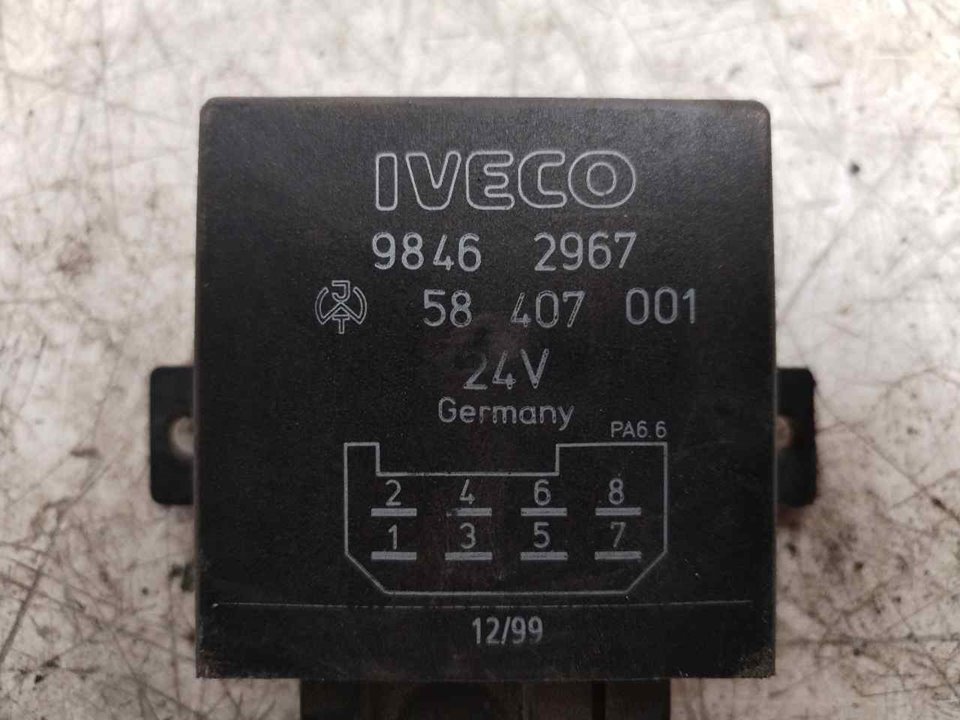 IVECO
9846 2967
JWAT 58 407 001
24V
Germany
PA6.6
2 4 6 8
1 3 5 7
12/99